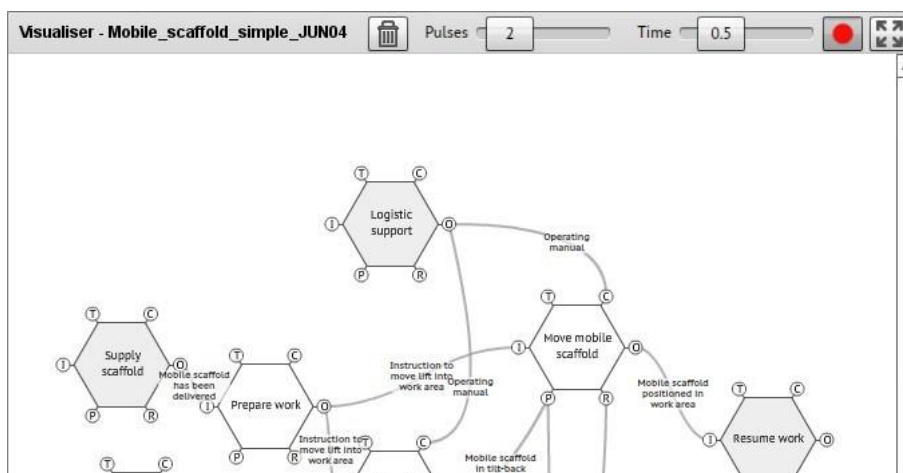 Visualiser - Mobile_scaffold_simple_JUN04
Pulses
2
Time
0.5
T
C
I
Logistic
support
O
P
R
Operating
manual
T
C
I
Move mobile
scaffold
O
P
R
T
C
I
Supply
scaffold
O
P
R
Mobile scaffold
has been
delivered
T
C
I
Prepare work
O
P
R
Instruction to
move lift into
work area
Operating
manual
Mobile scaffold
positioned in
work area
T
C
I
Resume work
O
Instruction to
move lift into
work area
T
C
Mobile scaffold
in tilt-back
T
C